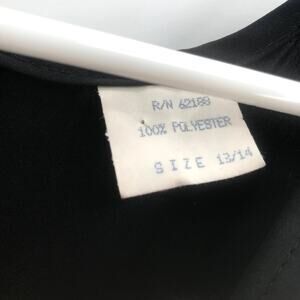 R/N 62188
100% POLYESTER
SIZE 13/14